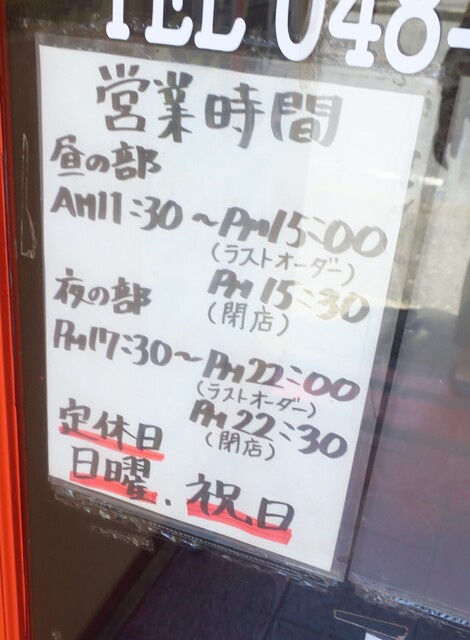 TEL 048-
営業時間
昼の部
AM11:30～PM15:00
(ラストオーダー)
PM15:30
(閉店)
夜の部
PM17:30～PM22:00
(ラストオーダー)
PM22:30
(閉店)
定休日
日曜.祝日